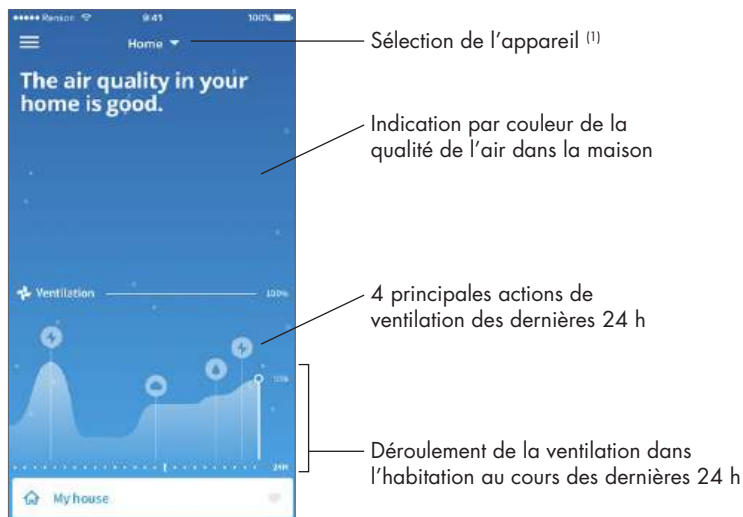 Renson 9:41 100%
Home
Sélection de l'appareil (1)
The air quality in your
home is good.
Indication par couleur de la
qualité de l'air dans la maison
Ventilation 100%
4 principales actions de
ventilation des dernières 24 h
Déroulement de la ventilation dans
l'habitation au cours des dernières 24 h
24H
My house